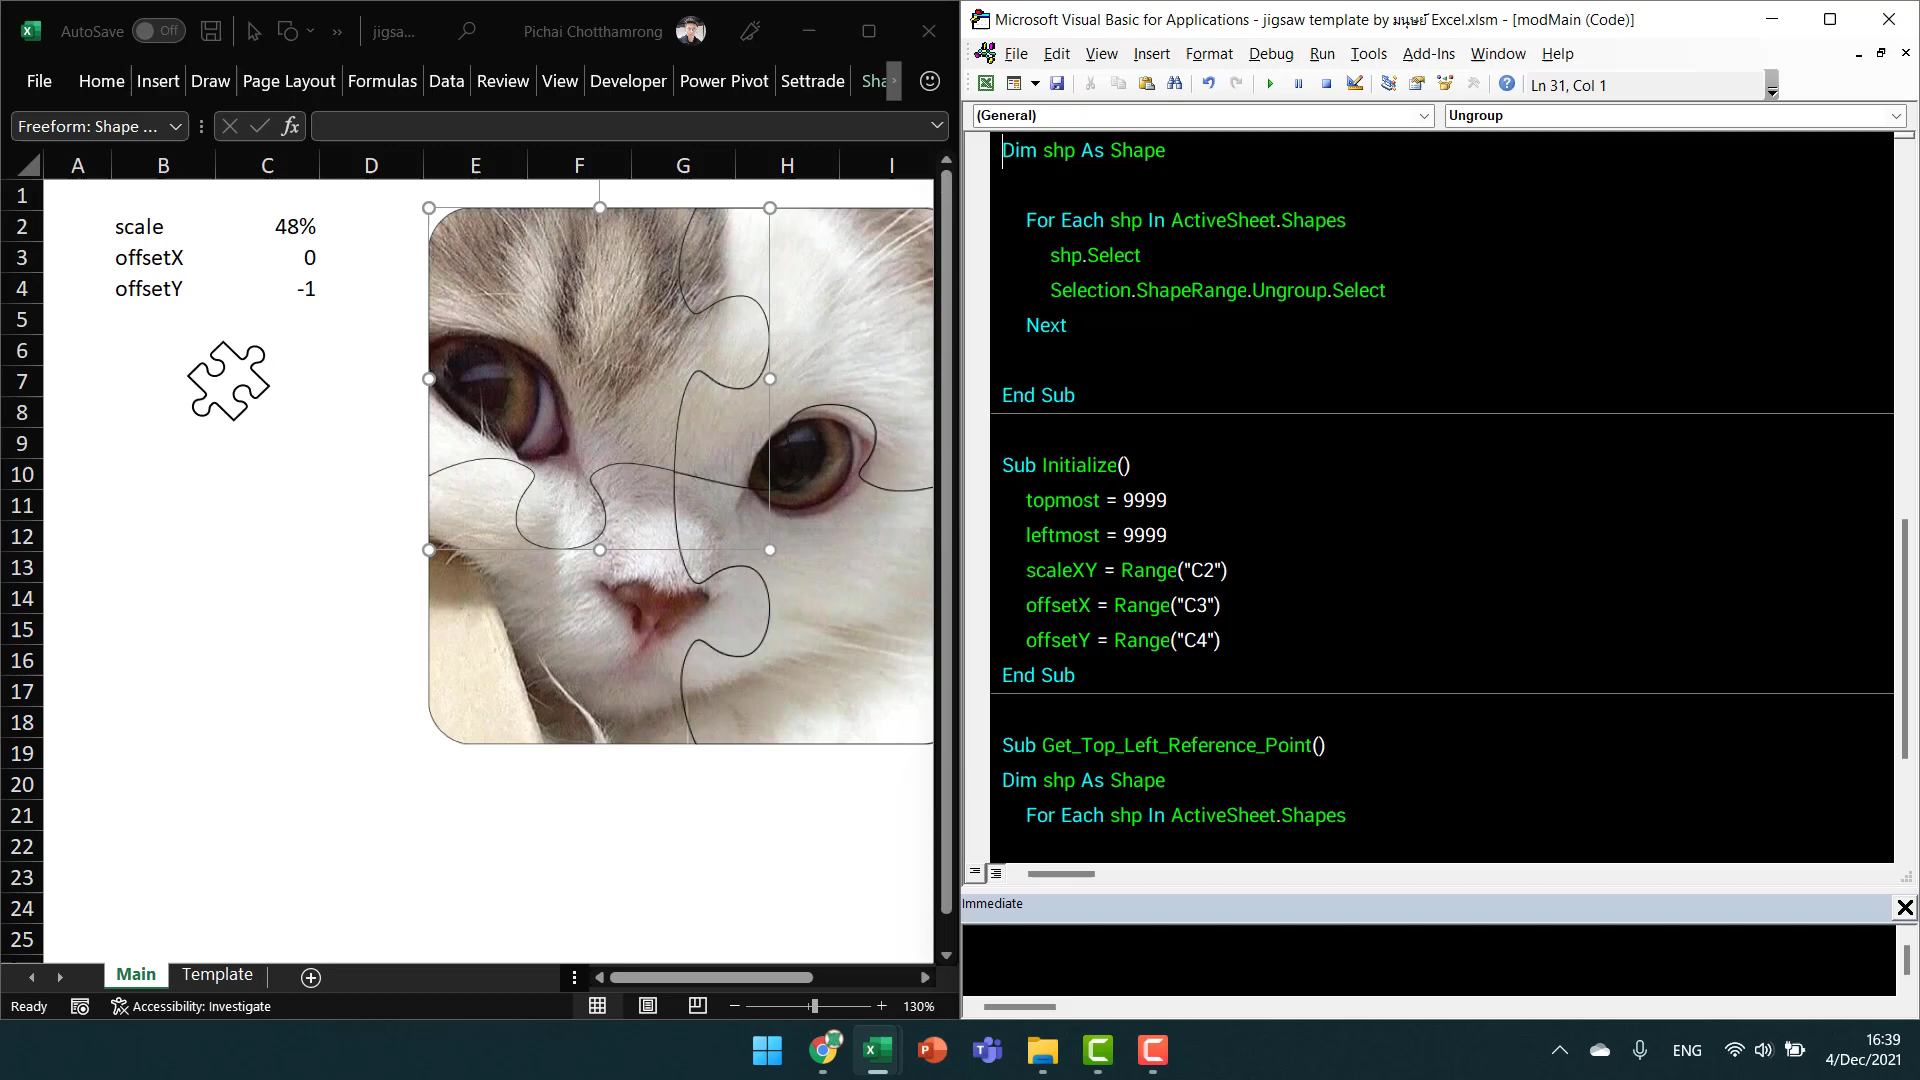 AutoSave Off
jigsa...
Pichai Chotthamrong
File Home Insert Draw Page Layout Formulas Data Review View Developer Power Pivot Settrade Sha
Freeform: Shape ...
fx
A B C D E F G H I
1
2 scale 48%
3 offsetX 0
4 offsetY -1
5
6
7
8
9
10
11
12
13
14
15
16
17
18
19
20
21
22
23
24
25
Main Template
Ready
Accessibility: Investigate
130%
Microsoft Visual Basic for Applications - jigsaw template by มนุษย์ Excel.xlsm - [modMain (Code)]
File Edit View Insert Format Debug Run Tools Add-Ins Window Help
Ln 31, Col 1
(General)
Ungroup
Dim shp As Shape
For Each shp In ActiveSheet.Shapes
shp.Select
Selection.ShapeRange.Ungroup.Select
Next
End Sub
Sub Initialize()
topmost = 9999
leftmost = 9999
scaleXY = Range("C2")
offsetX = Range("C3")
offsetY = Range("C4")
End Sub
Sub Get_Top_Left_Reference_Point()
Dim shp As Shape
For Each shp In ActiveSheet.Shapes
Immediate
ENG
16:39
4/Dec/2021